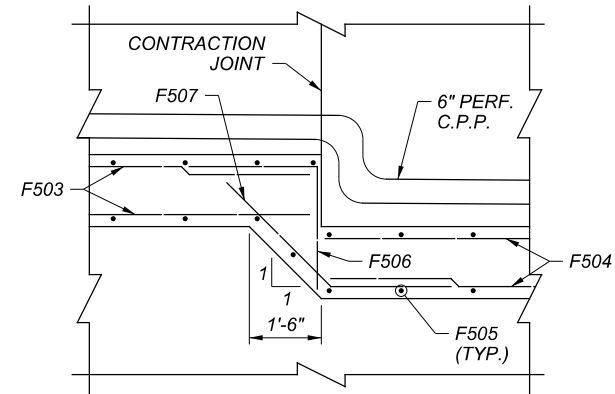 CONTRACTION
JOINT
F507
6" PERF.
C.P.P.
F503
F506
F504
1
1
1'-6"
F505
(TYP.)